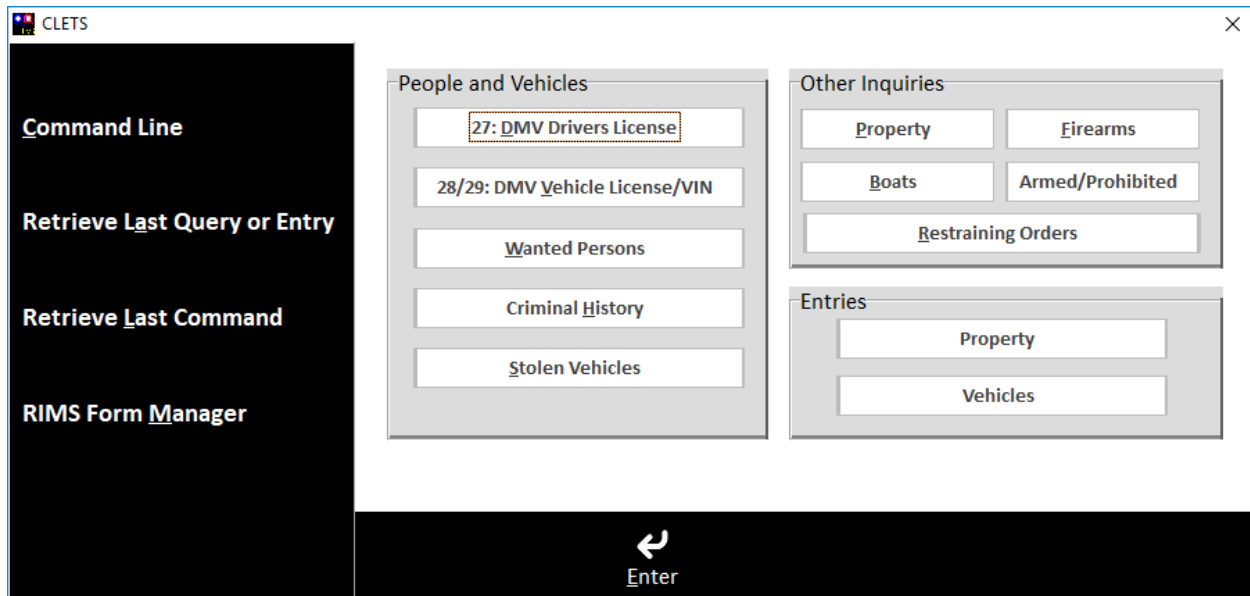 CLETS
Command Line
Retrieve Last Query or Entry
Retrieve Last Command
RIMS Form Manager
People and Vehicles
27: DMV Drivers License
28/29: DMV Vehicle License/VIN
Wanted Persons
Criminal History
Stolen Vehicles
Other Inquiries
Property Firearms
Boats Armed/Prohibited
Restraining Orders
Entries
Property
Vehicles
Enter